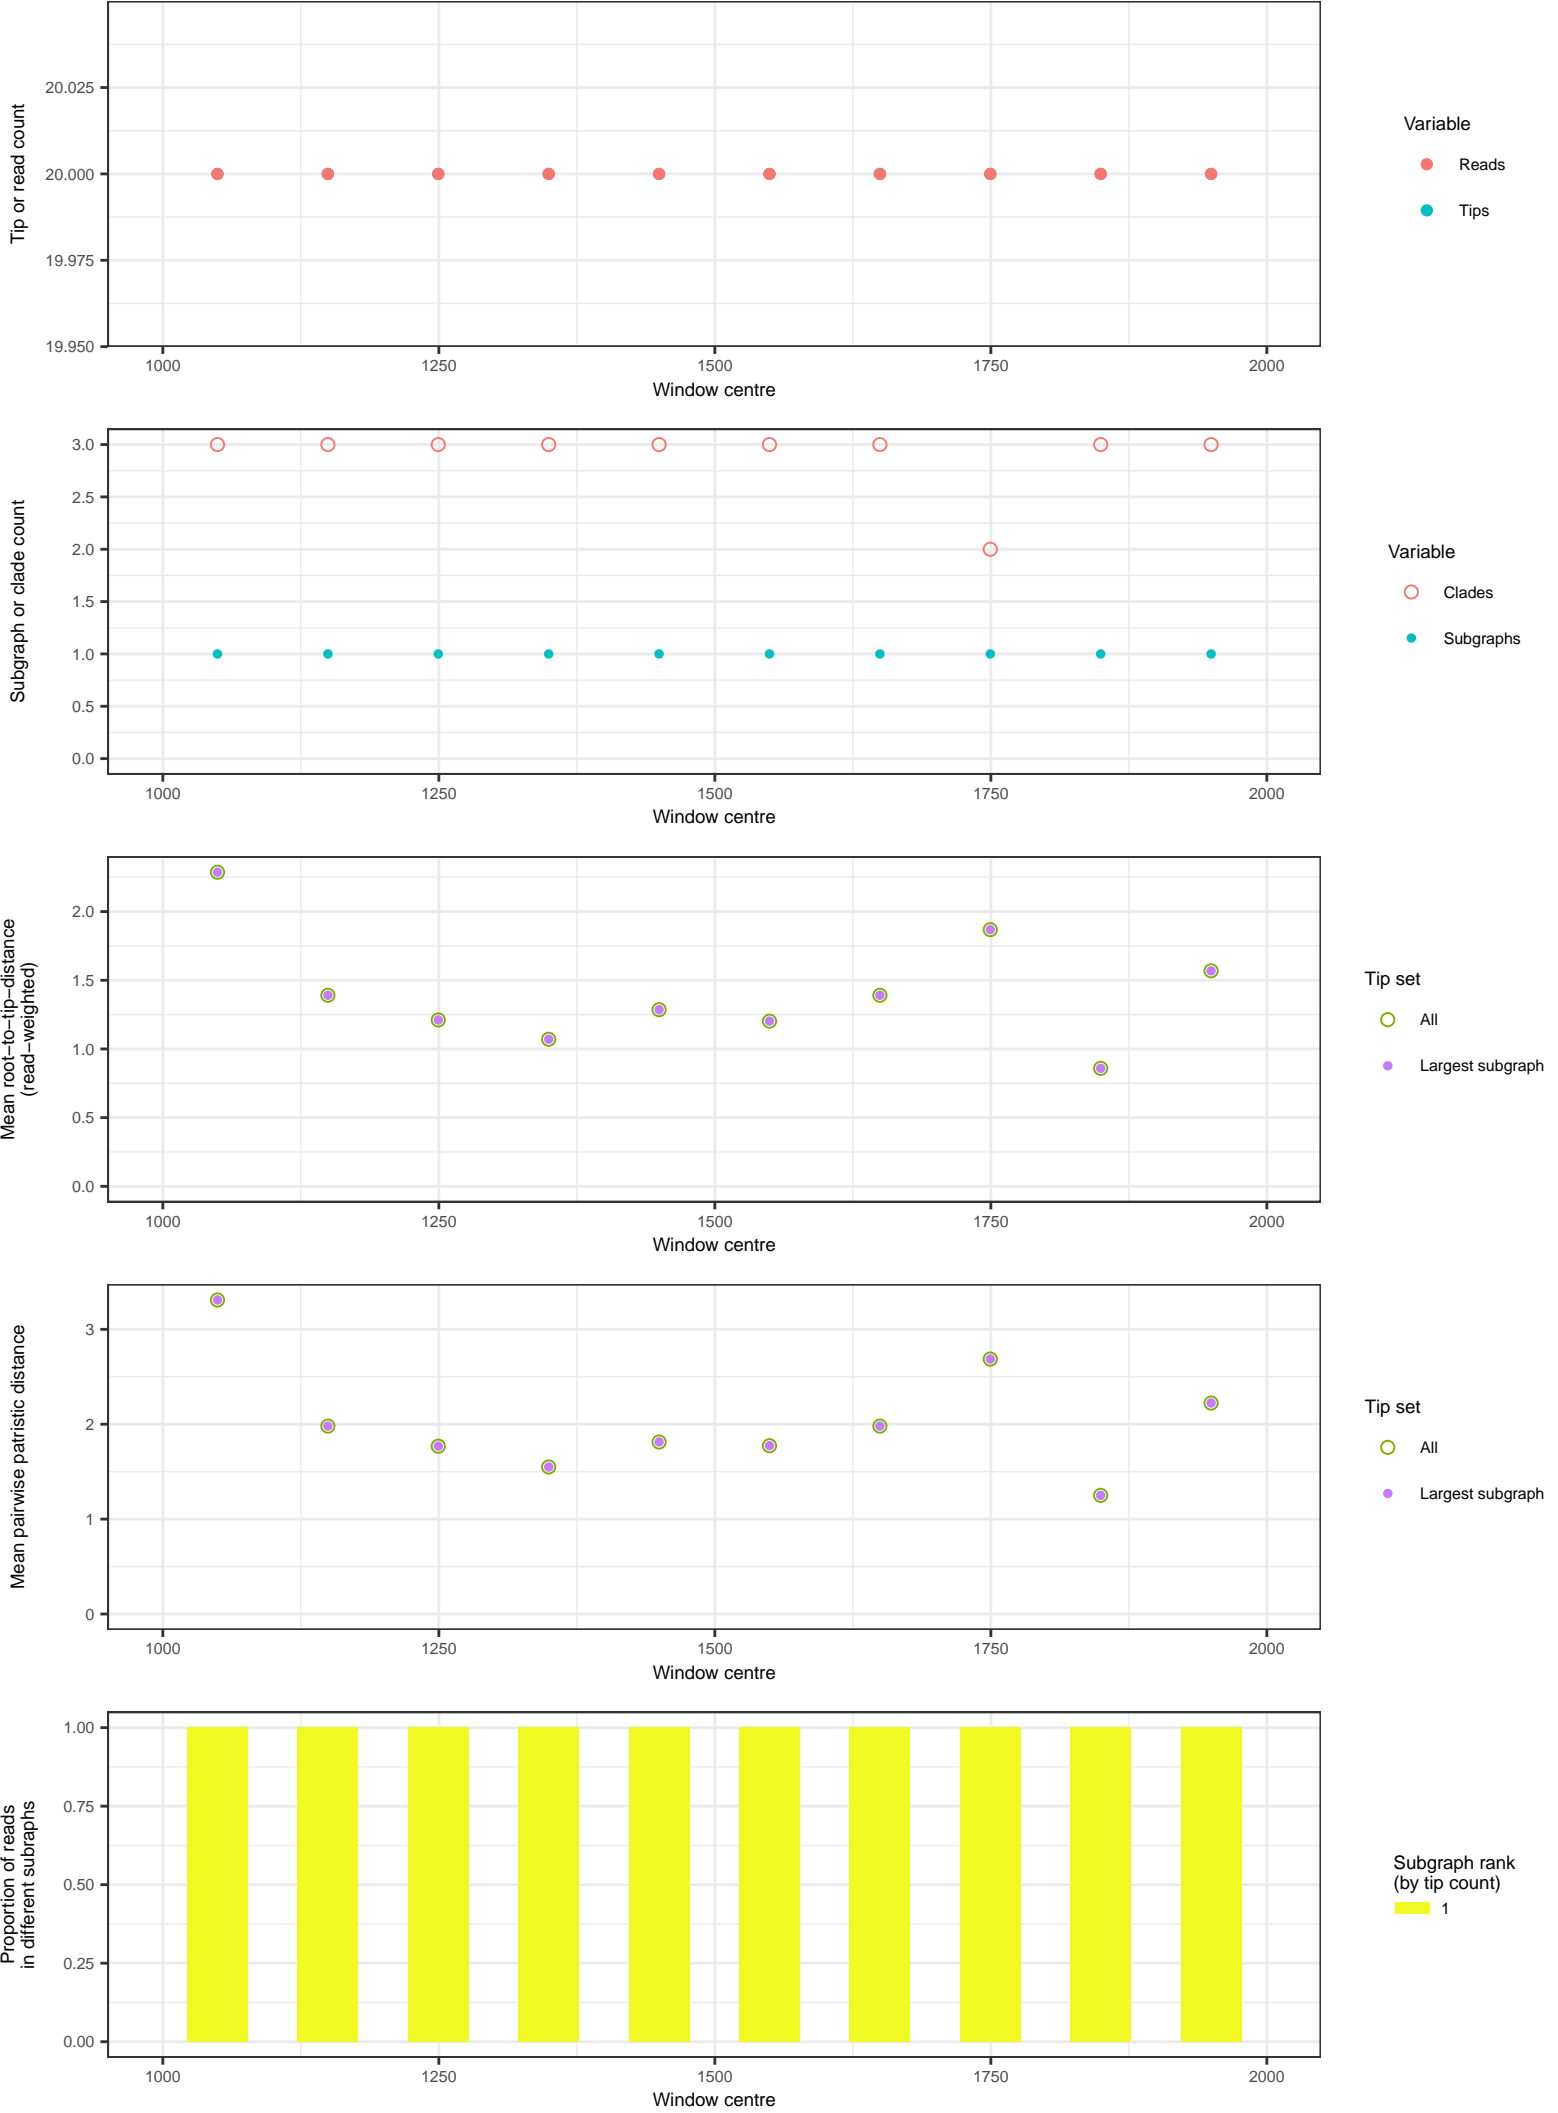 Tip or read count
20.025
20.000
19.975
19.950
1000 1250 1500 1750 2000
Window centre
Variable
Reads
Tips
Subgraph or clade count
3.0
2.5
2.0
1.5
1.0
0.5
0.0
1000 1250 1500 1750 2000
Window centre
Variable
Clades
Subgraphs
Mean root−to−tip−distance
(read−weighted)
2.0
1.5
1.0
0.5
0.0
1000 1250 1500 1750 2000
Window centre
Tip set
All
Largest subgraph
Mean pairwise patristic distance
3
2
1
0
1000 1250 1500 1750 2000
Window centre
Tip set
All
Largest subgraph
Proportion of reads
in different subraphs
1.00
0.75
0.50
0.25
0.00
1000 1250 1500 1750 2000
Window centre
Subgraph rank
(by tip count)
1